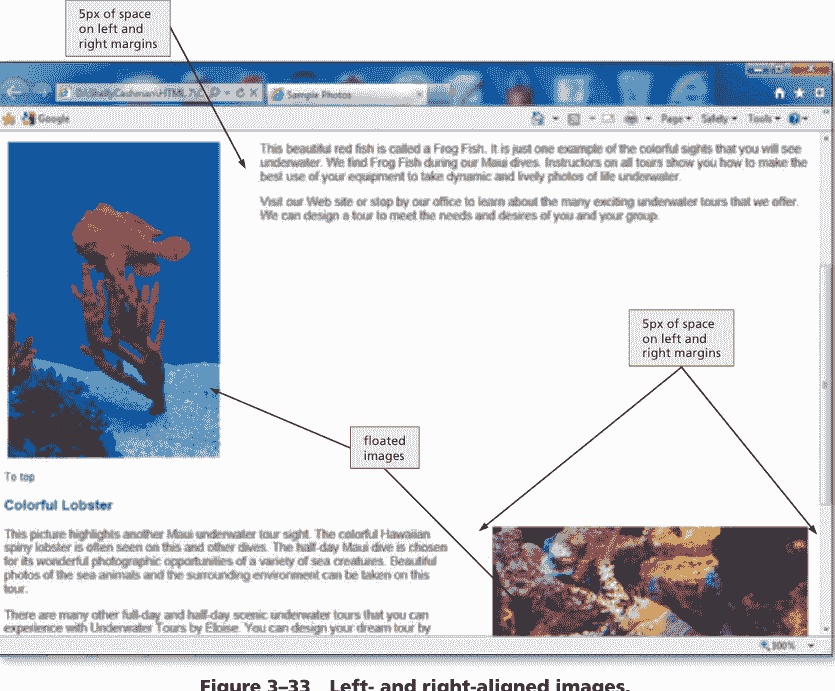 5px of space
on left and
right margins
Sample Photos
Google
Page
Safety
Tools
This beautiful red fish is called a Frog Fish. It is just one example of the colorful sights that you will see
underwater. We find Frog Fish during our Maui dives. Instructors on all tours show you how to make the
best use of your equipment to take dynamic and lively photos of life underwater.
Visit our Web site or stop by our office to learn about the many exciting underwater tours that we offer.
We can design a tour to meet the needs and desires of you and your group.
5px of space
on left and
right margins
floated
images
To top
Colorful Lobster
This picture highlights another Maui underwater tour sight. The colorful Hawaiian
spiny lobster is often seen on this and other dives. The half-day Maui dive is chosen
for its wonderful photographic opportunities of a variety of sea creatures. Beautiful
photos of the sea animals and the surrounding environment can be taken on this
tour.
There are many other full-day and half-day scenic underwater tours that you can
experience with Underwater Tours by Eloise. You can design your dream tour by
100%
Figure 3–33 Left- and right-aligned images.